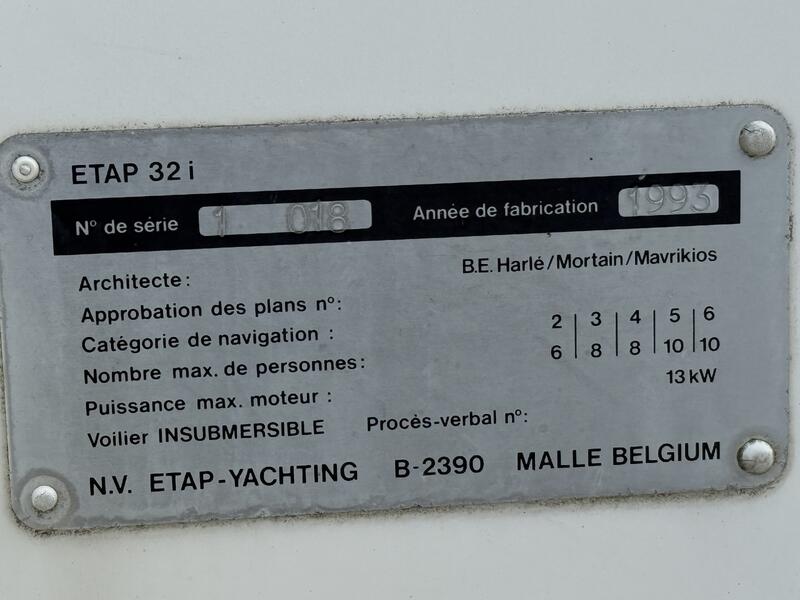 ETAP 32 i
N° de série 1 018 Année de fabrication 1993
Architecte: B.E. Harlé/Mortain/Mavrikios
Approbation des plans n°:
Catégorie de navigation : 2 | 3 | 4 | 5 | 6
Nombre max. de personnes: 6 | 8 | 8 | 10 | 10
Puissance max. moteur : 13 kW
Voilier INSUBMERSIBLE Procès-verbal n°:
N.V. ETAP-YACHTING B-2390 MALLE BELGIUM